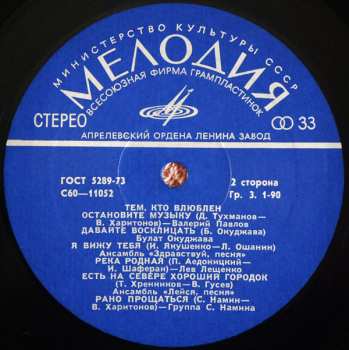 МИНИСТЕРСТВО КУЛЬТУРЫ СССР
МЕЛОДИЯ
ВСЕСОЮЗНАЯ ФИРМА ГРАМПЛАСТИНОК
СТЕРЕО
33
АПРЕЛЕВСКИЙ ОРДЕНА ЛЕНИНА ЗАВОД
ГОСТ 5289-73
2 сторона
С60—11052
Гр. 3. 1-90
ТЕМ, КТО ВЛЮБЛЕН
ОСТАНОВИТЕ МУЗЫКУ (Д. Тухманов—
В. Харитонов) — Валерий Павлов
ДАВАЙТЕ ВОСКЛИЦАТЬ (Б. Окуджава)
Булат Окуджава
Я ВИЖУ ТЕБЯ (И. Якушенко—Л. Ошанин)
Ансамбль «Здравствуй, песня»
РЕКА РОДНАЯ (П. Аедоницкий—
И. Шаферан)— Лев Лещенко
ЕСТЬ НА СЕВЕРЕ ХОРОШИЙ ГОРОДОК
(Т. Хренников— В. Гусев)
Ансамбль «Лейся, песня»
РАНО ПРОЩАТЬСЯ (С. Намин—
В. Харитонов)—Группа С. Намина